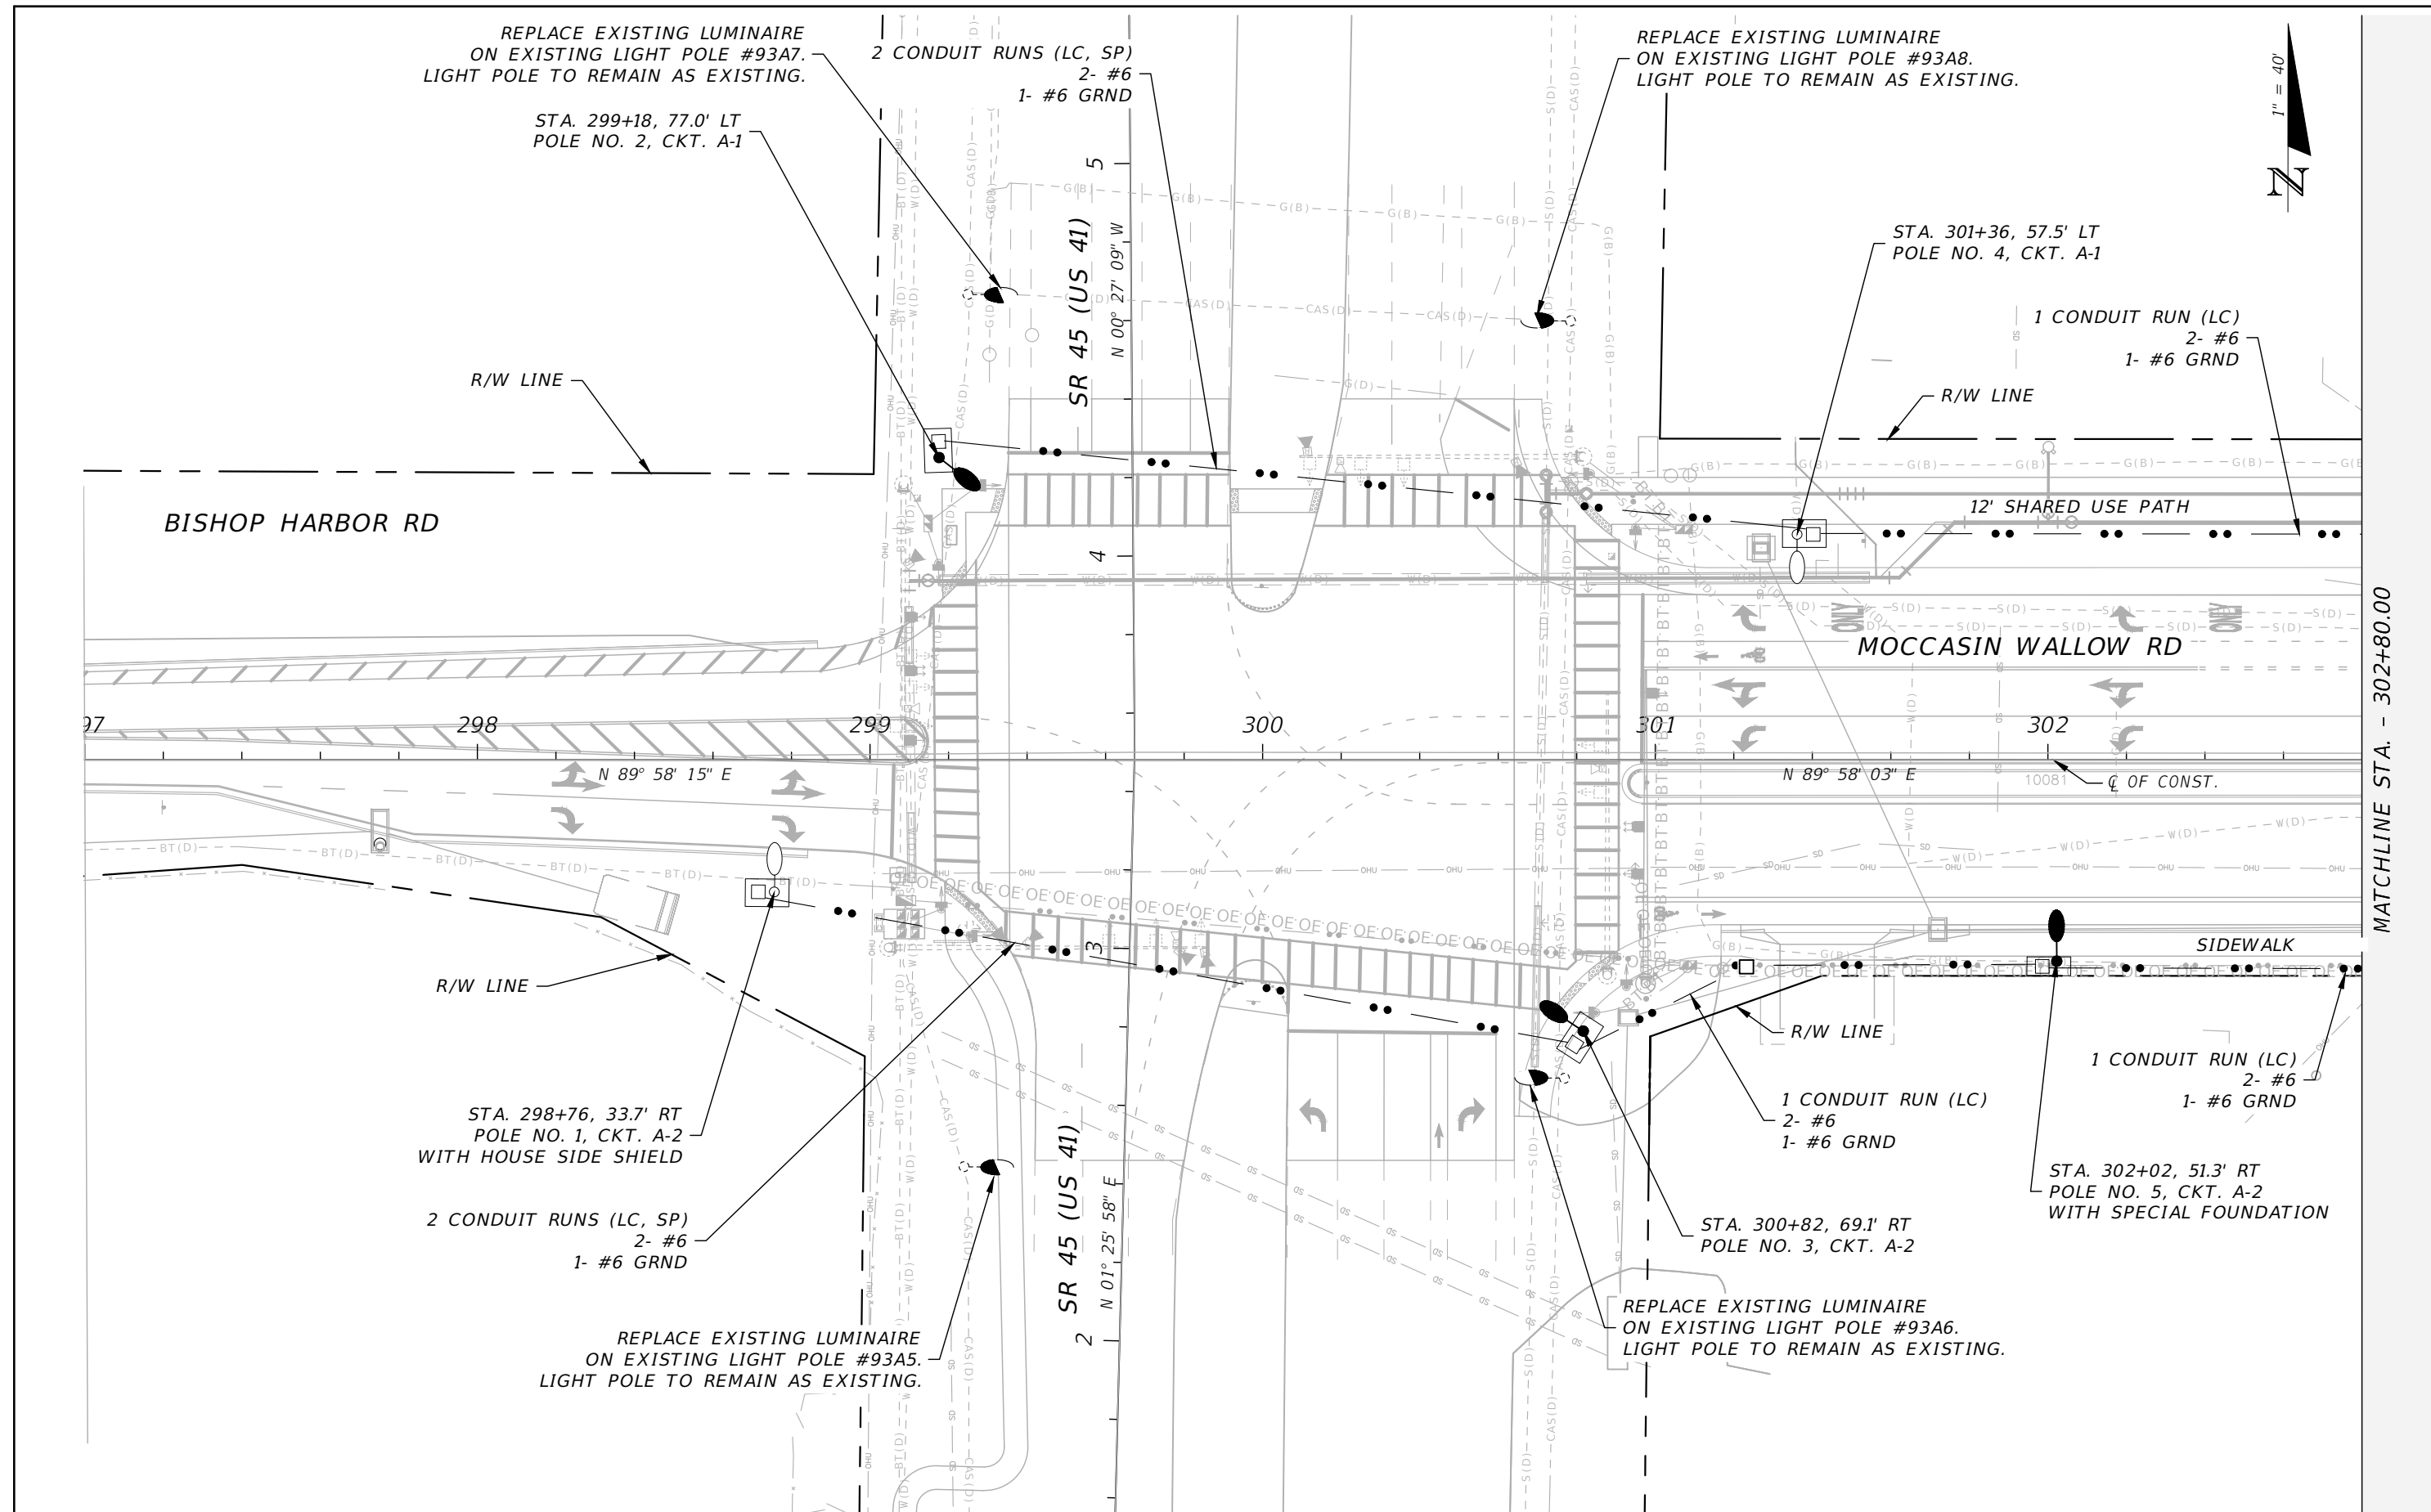 REPLACE EXISTING LUMINAIRE
ON EXISTING LIGHT POLE #93A7.
LIGHT POLE TO REMAIN AS EXISTING.
2 CONDUIT RUNS (LC, SP)
2- #6
1- #6 GRND
REPLACE EXISTING LUMINAIRE
ON EXISTING LIGHT POLE #93A8.
LIGHT POLE TO REMAIN AS EXISTING.
1" = 40'
N
STA. 299+18, 77.0' LT
POLE NO. 2, CKT. A-1
5
SR 45 (US 41)
N 00° 27' 09" W
STA. 301+36, 57.5' LT
POLE NO. 4, CKT. A-1
1 CONDUIT RUN (LC)
2- #6
1- #6 GRND
R/W LINE
R/W LINE
BISHOP HARBOR RD
12' SHARED USE PATH
4
MOCCASIN WALLOW RD
MATCHLINE STA. - 302+80.00
97
298
299
300
301
302
N 89° 58' 15" E
N 89° 58' 03" E
10081
℄ OF CONST.
3
SIDEWALK
R/W LINE
R/W LINE
1 CONDUIT RUN (LC)
2- #6
1- #6 GRND
1 CONDUIT RUN (LC)
2- #6
1- #6 GRND
STA. 298+76, 33.7' RT
POLE NO. 1, CKT. A-2
WITH HOUSE SIDE SHIELD
STA. 302+02, 51.3' RT
POLE NO. 5, CKT. A-2
WITH SPECIAL FOUNDATION
2 CONDUIT RUNS (LC, SP)
2- #6
1- #6 GRND
SR 45 (US 41)
N 01° 25' 58" E
STA. 300+82, 69.1' RT
POLE NO. 3, CKT. A-2
2
REPLACE EXISTING LUMINAIRE
ON EXISTING LIGHT POLE #93A5.
LIGHT POLE TO REMAIN AS EXISTING.
REPLACE EXISTING LUMINAIRE
ON EXISTING LIGHT POLE #93A6.
LIGHT POLE TO REMAIN AS EXISTING.